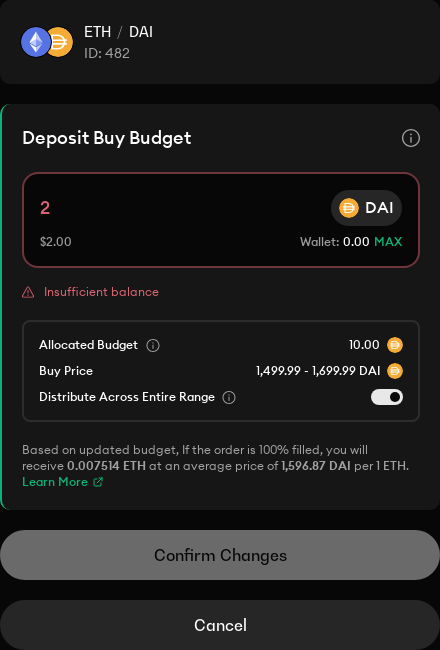 ETH / DAI
ID: 482
Deposit Buy Budget
2
DAI
$2.00
Wallet: 0.00 MAX
Insufficient balance
Allocated Budget
10.00
Buy Price
1,499.99 - 1,699.99 DAI
Distribute Across Entire Range
Based on updated budget, If the order is 100% filled, you will
receive 0.007514 ETH at an average price of 1,596.87 DAI per 1 ETH.
Learn More
Confirm Changes
Cancel